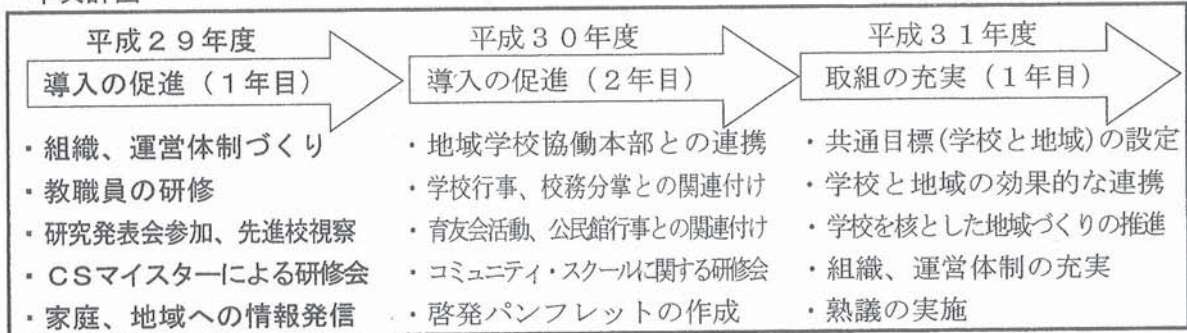 平成２９年度
導入の促進（１年目）
・組織、運営体制づくり
・教職員の研修
・研究発表会参加、先進校視察
・ＣＳマイスターによる研修会
・家庭、地域への情報発信
平成３０年度
導入の促進（２年目）
・地域学校協働本部との連携
・学校行事、校務分掌との関連付け
・育友会活動、公民館行事との関連付け
・コミュニティ・スクールに関する研修会
・啓発パンフレットの作成
平成３１年度
取組の充実（１年目）
・共通目標(学校と地域)の設定
・学校と地域の効果的な連携
・学校を核とした地域づくりの推進
・組織、運営体制の充実
・熟議の実施